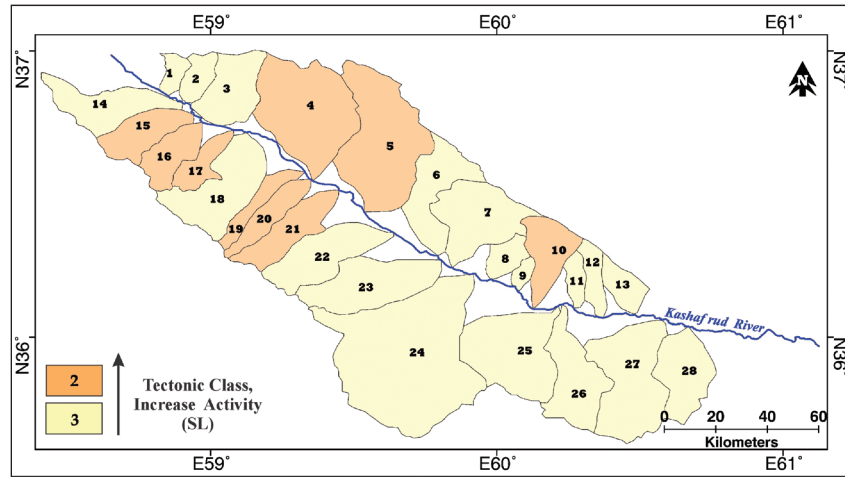 E59° E60° E61°
N37° N37°
N
1 2 3 4 5 6 7 8 9 10 11 12 13
14 15 16 17 18 19 20 21 22 23
24 25 26 27 28
Kashaf rud River
N36° N36°
2
3
Tectonic Class,
Increase Activity
(SL)
0 20 40 60
Kilometers
E59° E60° E61°